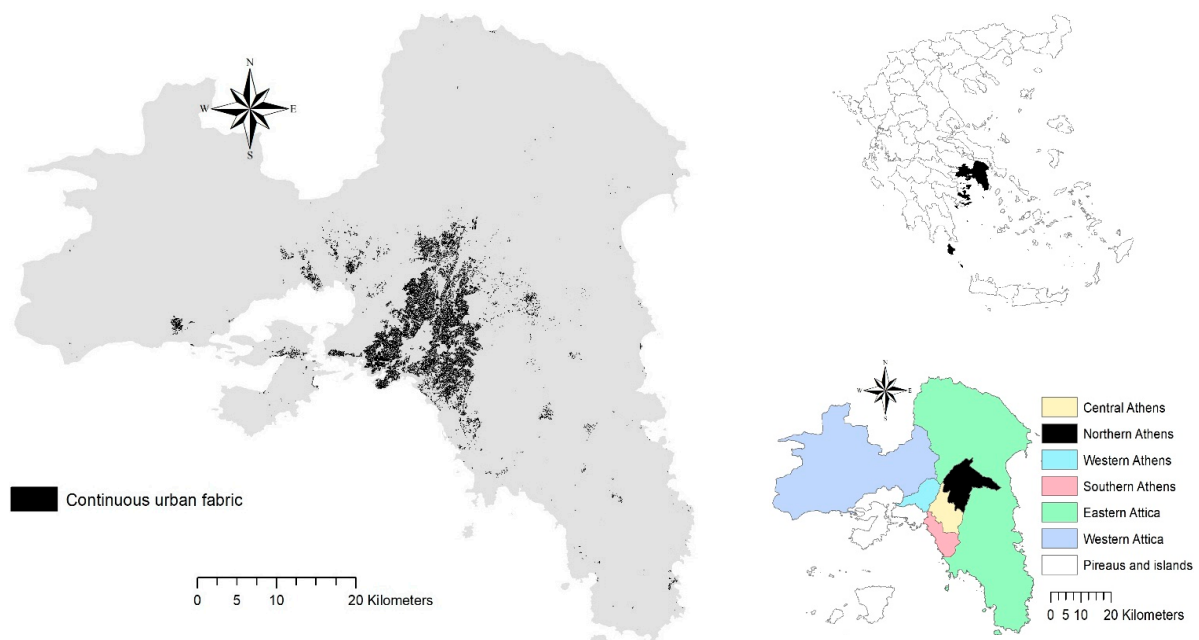 N
W E
S
Continuous urban fabric
0 5 10 20 Kilometers
N
W E
S
Central Athens
Northern Athens
Western Athens
Southern Athens
Eastern Attica
Western Attica
Pireaus and islands
0 5 10 20 Kilometers